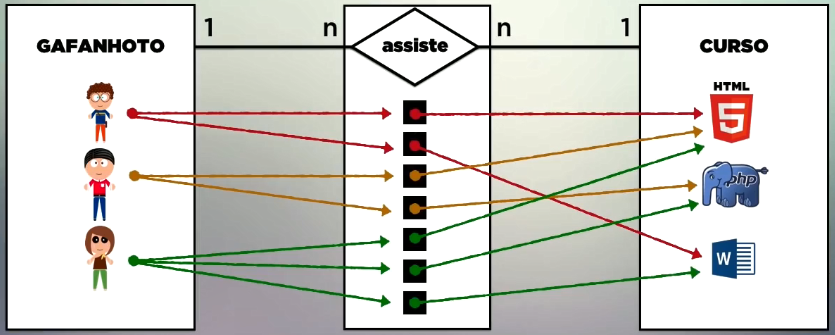 1 n n 1
GAFANHOTO assiste CURSO
HTML
5
php
W